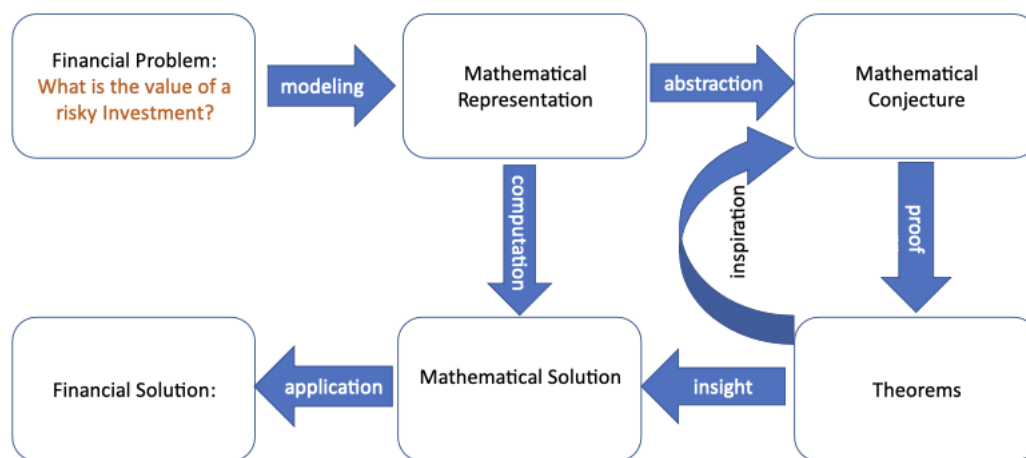 Financial Problem:
What is the value of a
risky Investment?
modeling
Mathematical
Representation
abstraction
Mathematical
Conjecture
computation
inspiration
proof
Financial Solution:
application
Mathematical Solution
insight
Theorems